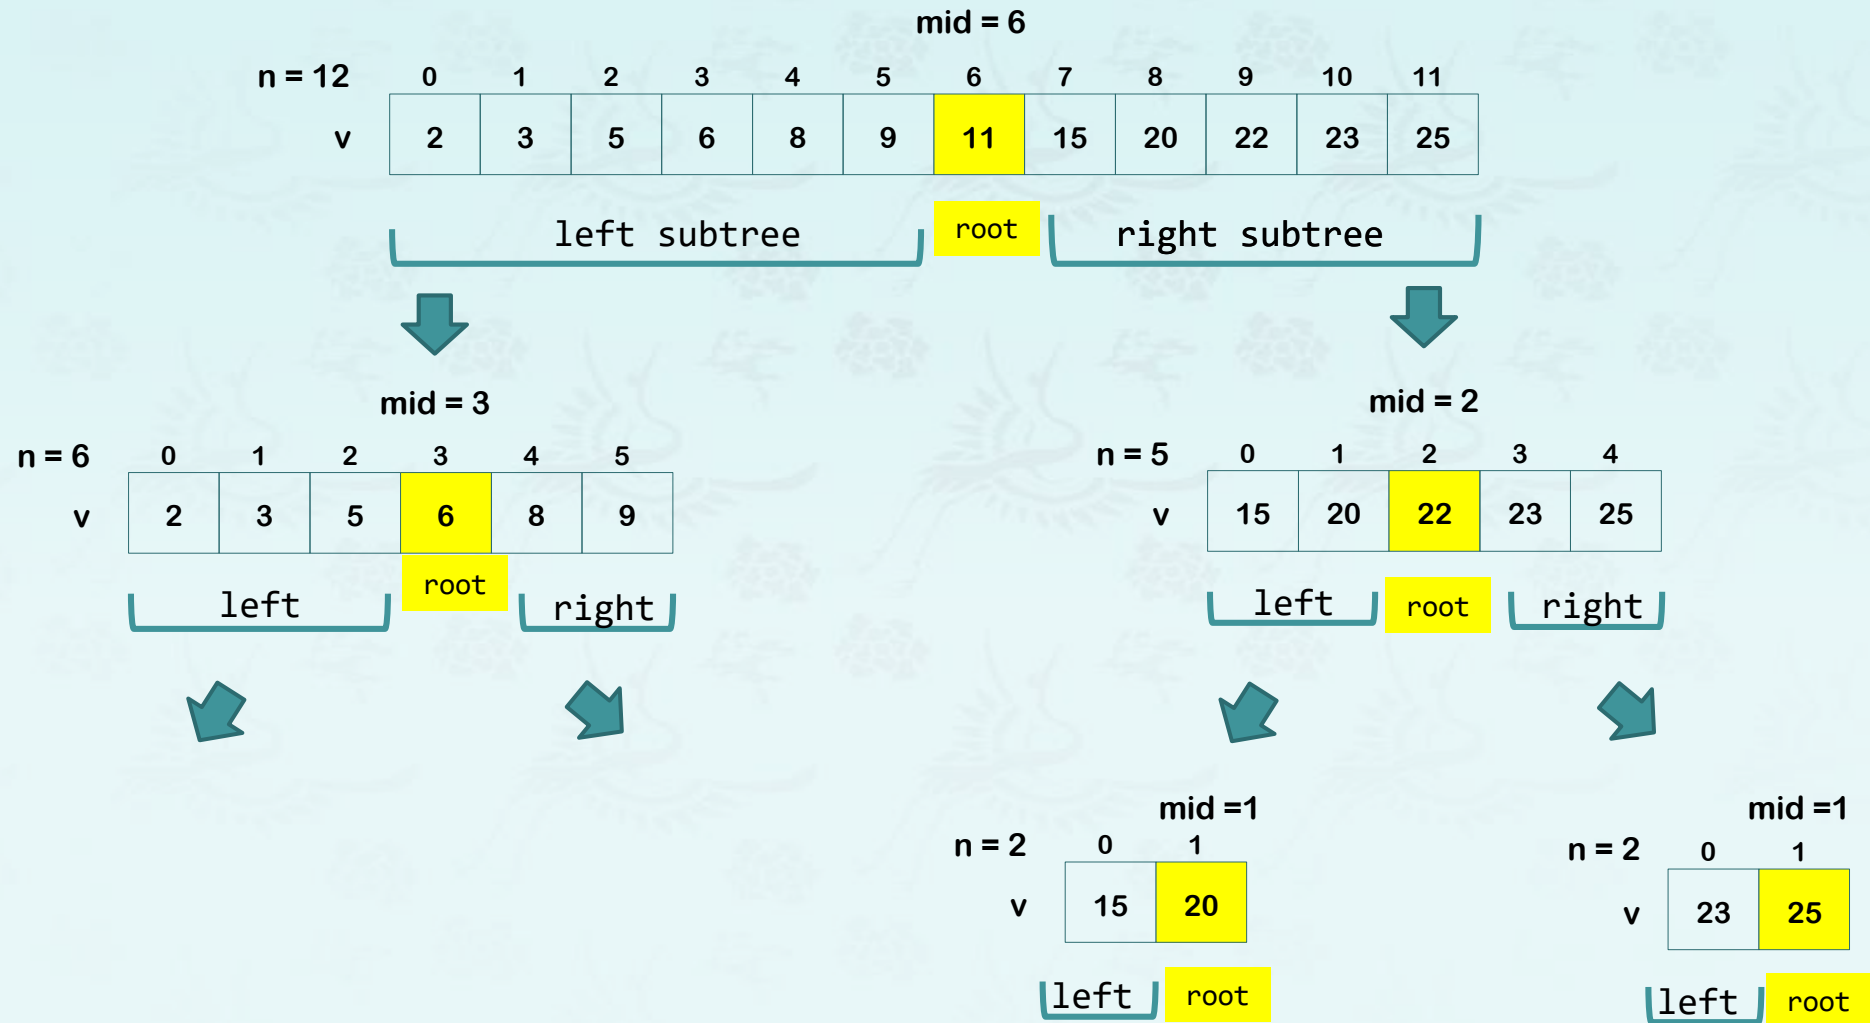 mid = 6
n = 12 0 1 2 3 4 5 6 7 8 9 10 11
v 2 3 5 6 8 9 11 15 20 22 23 25
left subtree root right subtree
mid = 3
n = 6 0 1 2 3 4 5
v 2 3 5 6 8 9
left root right
mid = 2
n = 5 0 1 2 3 4
v 15 20 22 23 25
left root right
mid =1
n = 2 0 1
v 15 20
left root
mid =1
n = 2 0 1
v 23 25
left root